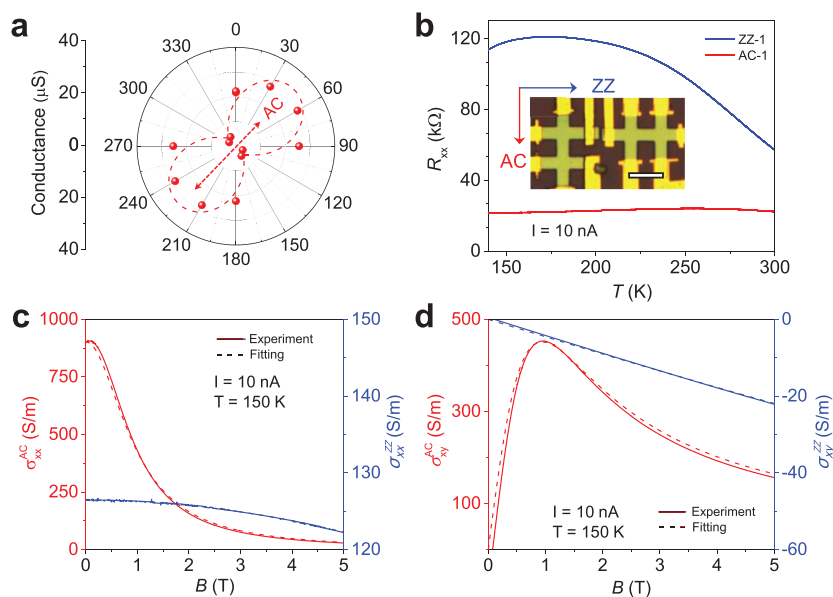 a
Conductance (μS)
40
20
0
0
20
40
0
30
60
90
120
150
180
210
240
270
300
330
AC
b
R_xx (kΩ)
120
80
40
0
150
200
250
300
T (K)
ZZ-1
AC-1
ZZ
AC
I = 10 nA
c
σ_xx^AC (S/m)
1000
750
500
250
0
0
1
2
3
4
5
B (T)
150
140
130
120
σ_xx^ZZ (S/m)
Experiment
Fitting
I = 10 nA
T = 150 K
d
σ_xy^AC (S/m)
500
400
300
200
100
0
1
2
3
4
5
B (T)
0
-20
-40
-60
σ_xy^ZZ (S/m)
I = 10 nA
T = 150 K
Experiment
Fitting